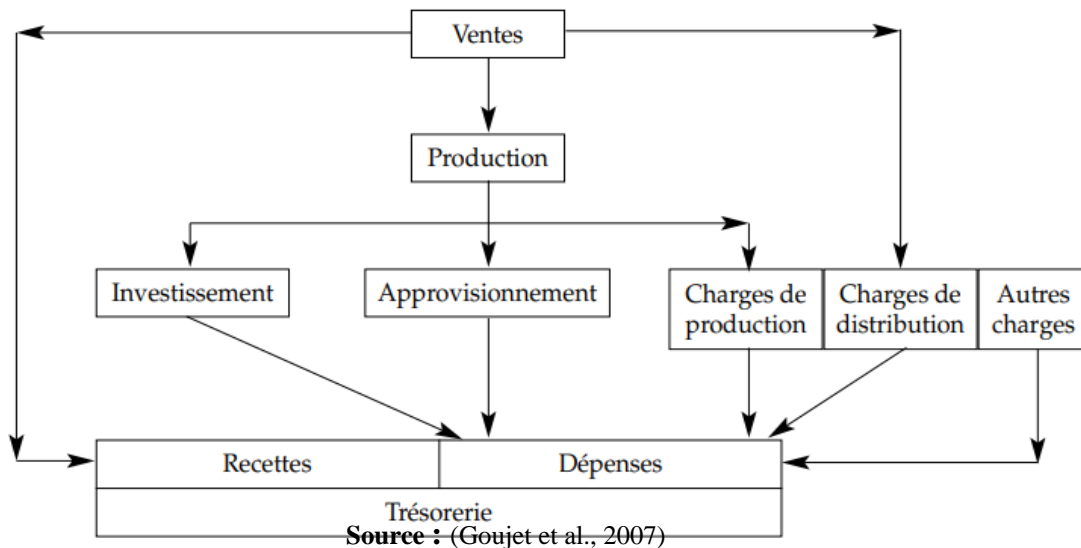 Ventes
Production
Investissement
Approvisionnement
Charges de
production
Charges de
distribution
Autres
charges
Recettes
Dépenses
Trésorerie
Source : (Goujet et al., 2007)